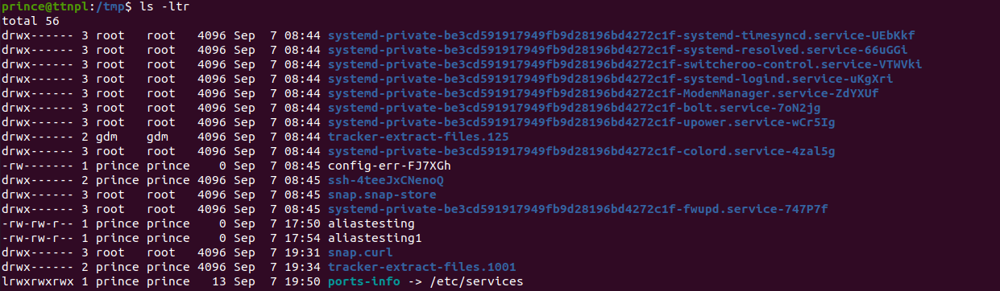 prince@ttnpl:/tmp$ ls -ltr
total 56
drwx------ 3 root   root   4096 Sep  7 08:44 systemd-private-be3cd591917949fb9d28196bd4272c1f-systemd-timesyncd.service-UEbKkf
drwx------ 3 root   root   4096 Sep  7 08:44 systemd-private-be3cd591917949fb9d28196bd4272c1f-systemd-resolved.service-66uGGi
drwx------ 3 root   root   4096 Sep  7 08:44 systemd-private-be3cd591917949fb9d28196bd4272c1f-switcheroo-control.service-VTWVki
drwx------ 3 root   root   4096 Sep  7 08:44 systemd-private-be3cd591917949fb9d28196bd4272c1f-systemd-logind.service-uKgXri
drwx------ 3 root   root   4096 Sep  7 08:44 systemd-private-be3cd591917949fb9d28196bd4272c1f-ModemManager.service-ZdYXUf
drwx------ 3 root   root   4096 Sep  7 08:44 systemd-private-be3cd591917949fb9d28196bd4272c1f-bolt.service-7oN2jg
drwx------ 3 root   root   4096 Sep  7 08:44 systemd-private-be3cd591917949fb9d28196bd4272c1f-upower.service-wCr5Ig
drwx------ 2 gdm    gdm    4096 Sep  7 08:44 tracker-extract-files.125
drwx------ 3 root   root   4096 Sep  7 08:44 systemd-private-be3cd591917949fb9d28196bd4272c1f-colord.service-4zal5g
-rw------- 1 prince prince    0 Sep  7 08:45 config-err-FJ7XGh
drwx------ 2 prince prince 4096 Sep  7 08:45 ssh-4teeJxCNenoQ
drwx------ 3 root   root   4096 Sep  7 08:45 snap.snap-store
drwx------ 3 root   root   4096 Sep  7 08:45 systemd-private-be3cd591917949fb9d28196bd4272c1f-fwupd.service-747P7f
-rw-rw-r-- 1 prince prince    0 Sep  7 17:50 aliastesting
-rw-rw-r-- 1 prince prince    0 Sep  7 17:54 aliastesting1
drwx------ 3 root   root   4096 Sep  7 19:31 snap.curl
drwx------ 2 prince prince 4096 Sep  7 19:34 tracker-extract-files.1001
lrwxrwxrwx 1 prince prince   13 Sep  7 19:50 ports-info -> /etc/services